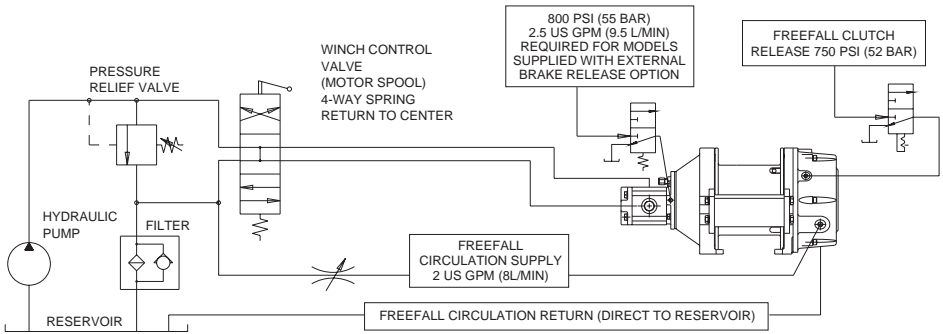 800 PSI (55 BAR)
2.5 US GPM (9.5 L/MIN)
REQUIRED FOR MODELS
SUPPLIED WITH EXTERNAL
BRAKE RELEASE OPTION
FREEFALL CLUTCH
RELEASE 750 PSI (52 BAR)
WINCH CONTROL
VALVE
(MOTOR SPOOL)
4-WAY SPRING
RETURN TO CENTER
PRESSURE
RELIEF VALVE
HYDRAULIC
PUMP
FILTER
FREEFALL
CIRCULATION SUPPLY
2 US GPM (8L/MIN)
RESERVOIR
FREEFALL CIRCULATION RETURN (DIRECT TO RESERVOIR)